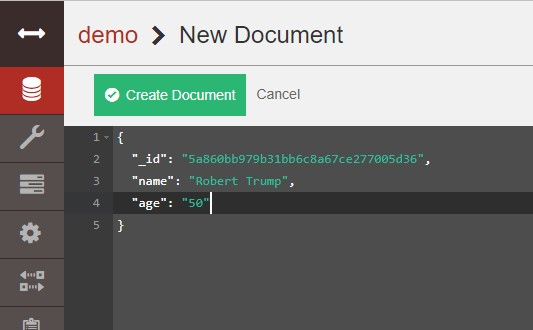 demo > New Document
Create Document Cancel
1 {
2 "_id": "5a860bb979b31bb6c8a67ce277005d36",
3 "name": "Robert Trump",
4 "age": "50"
5 }